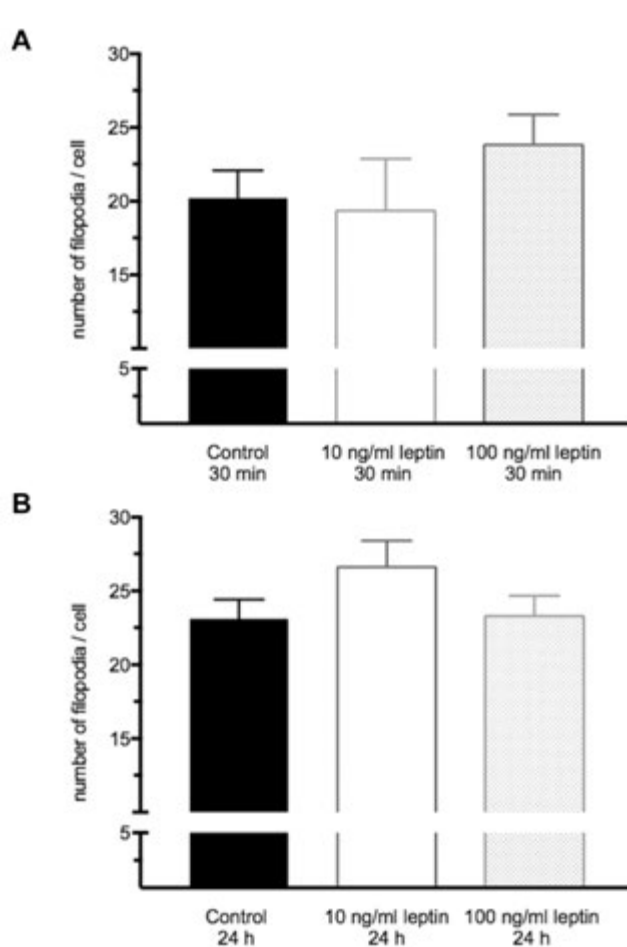 A
30
25
20
15
5
number of filopodia / cell
Control 10 ng/ml leptin 100 ng/ml leptin
30 min 30 min 30 min
B
30
25
20
15
5
number of filopodia / cell
Control 10 ng/ml leptin 100 ng/ml leptin
24 h 24 h 24 h